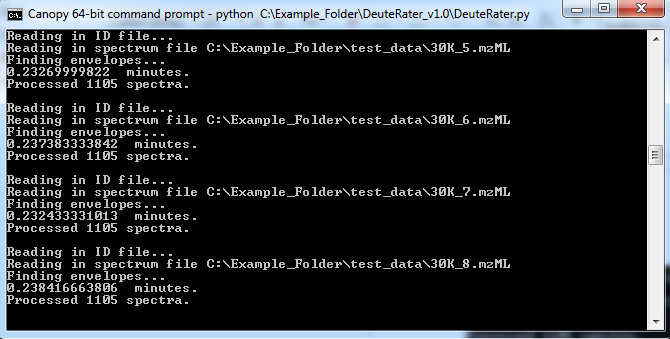 Canopy 64-bit command prompt - python  C:\Example_Folder\DeuteRater_v1.0\DeuteRater.py
Reading in ID file...
Reading in spectrum file C:\Example_Folder\test_data\30K_5.mzML
Finding envelopes...
0.23269999822  minutes.
Processed 1105 spectra.
Reading in ID file...
Reading in spectrum file C:\Example_Folder\test_data\30K_6.mzML
Finding envelopes...
0.237383333842  minutes.
Processed 1105 spectra.
Reading in ID file...
Reading in spectrum file C:\Example_Folder\test_data\30K_7.mzML
Finding envelopes...
0.232433331013  minutes.
Processed 1105 spectra.
Reading in ID file...
Reading in spectrum file C:\Example_Folder\test_data\30K_8.mzML
Finding envelopes...
0.238416663806  minutes.
Processed 1105 spectra.